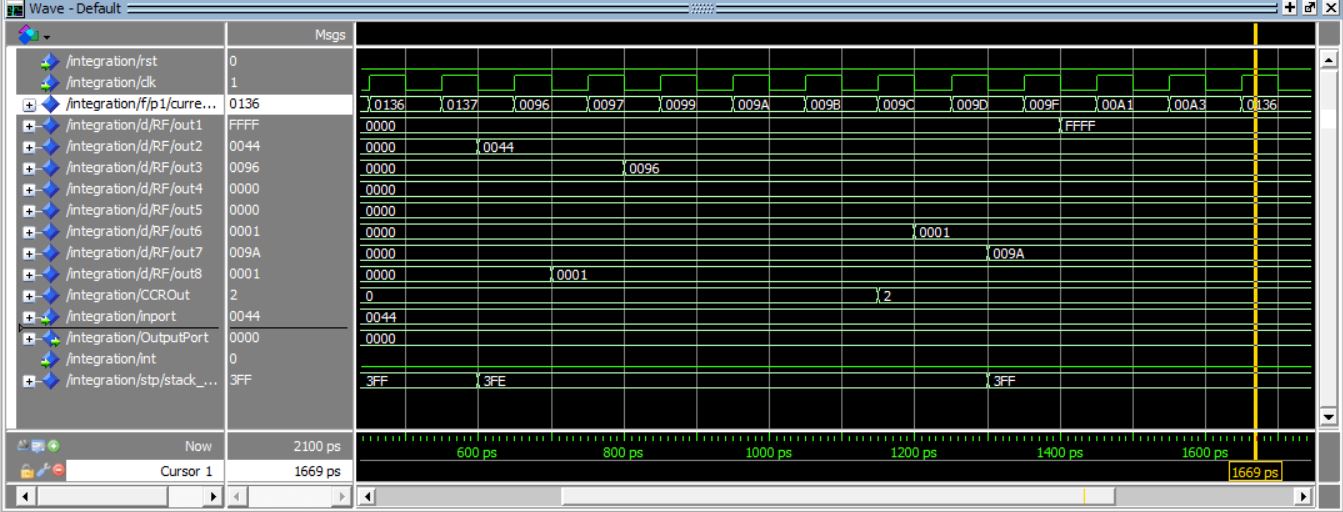 Wave - Default
Msgs
/integration/rst 0
/integration/clk 1
/integration/f/p1/curre... 0136 0136 0137 0096 0097 0099 009A 009B 009C 009D 009F 00A1 00A3 0136
/integration/d/RF/out1 FFFF 0000 FFFF
/integration/d/RF/out2 0044 0000 0044
/integration/d/RF/out3 0096 0000 0096
/integration/d/RF/out4 0000 0000
/integration/d/RF/out5 0000 0000
/integration/d/RF/out6 0001 0000 0001
/integration/d/RF/out7 009A 0000 009A
/integration/d/RF/out8 0001 0000 0001
/integration/CCROut 2 0 2
/integration/inport 0044 0044
/integration/OutputPort 0000 0000
/integration/int 0
/integration/stp/stack_... 3FF 3FF 3FE 3FF
Now 2100 ps 600 ps 800 ps 1000 ps 1200 ps 1400 ps 1600 ps
Cursor 1 1669 ps 1669 ps